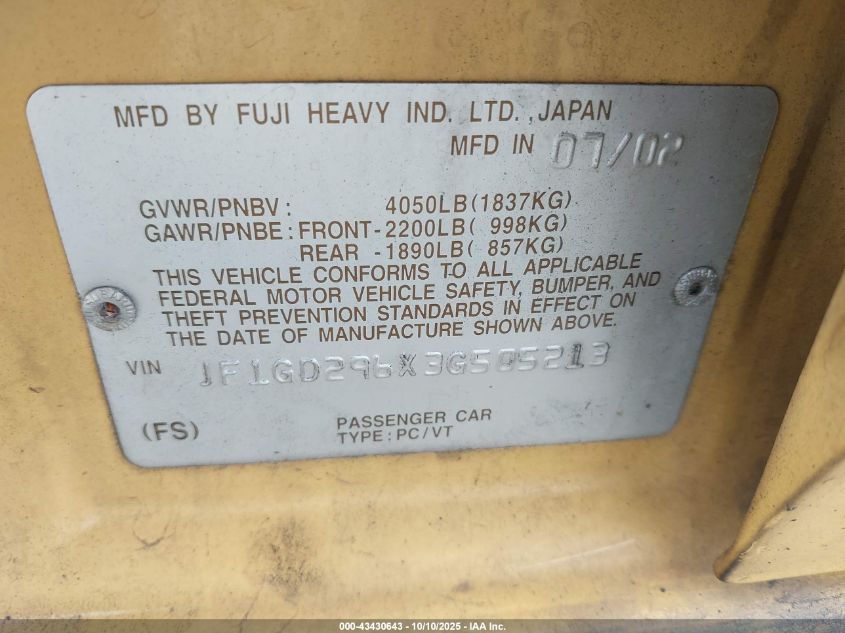 MFD BY FUJI HEAVY IND. LTD.,JAPAN
MFD IN 07/02
GVWR/PNBV: 4050LB(1837KG)
GAWR/PNBE: FRONT-2200LB( 998KG)
REAR -1890LB( 857KG)
THIS VEHICLE CONFORMS TO ALL APPLICABLE
FEDERAL MOTOR VEHICLE SAFETY, BUMPER, AND
THEFT PREVENTION STANDARDS IN EFFECT ON
THE DATE OF MANUFACTURE SHOWN ABOVE.
VIN JF1GD296X3G505213
(FS) PASSENGER CAR
TYPE:PC/VT
000-43430643 - 10/10/2025 - IAA Inc.